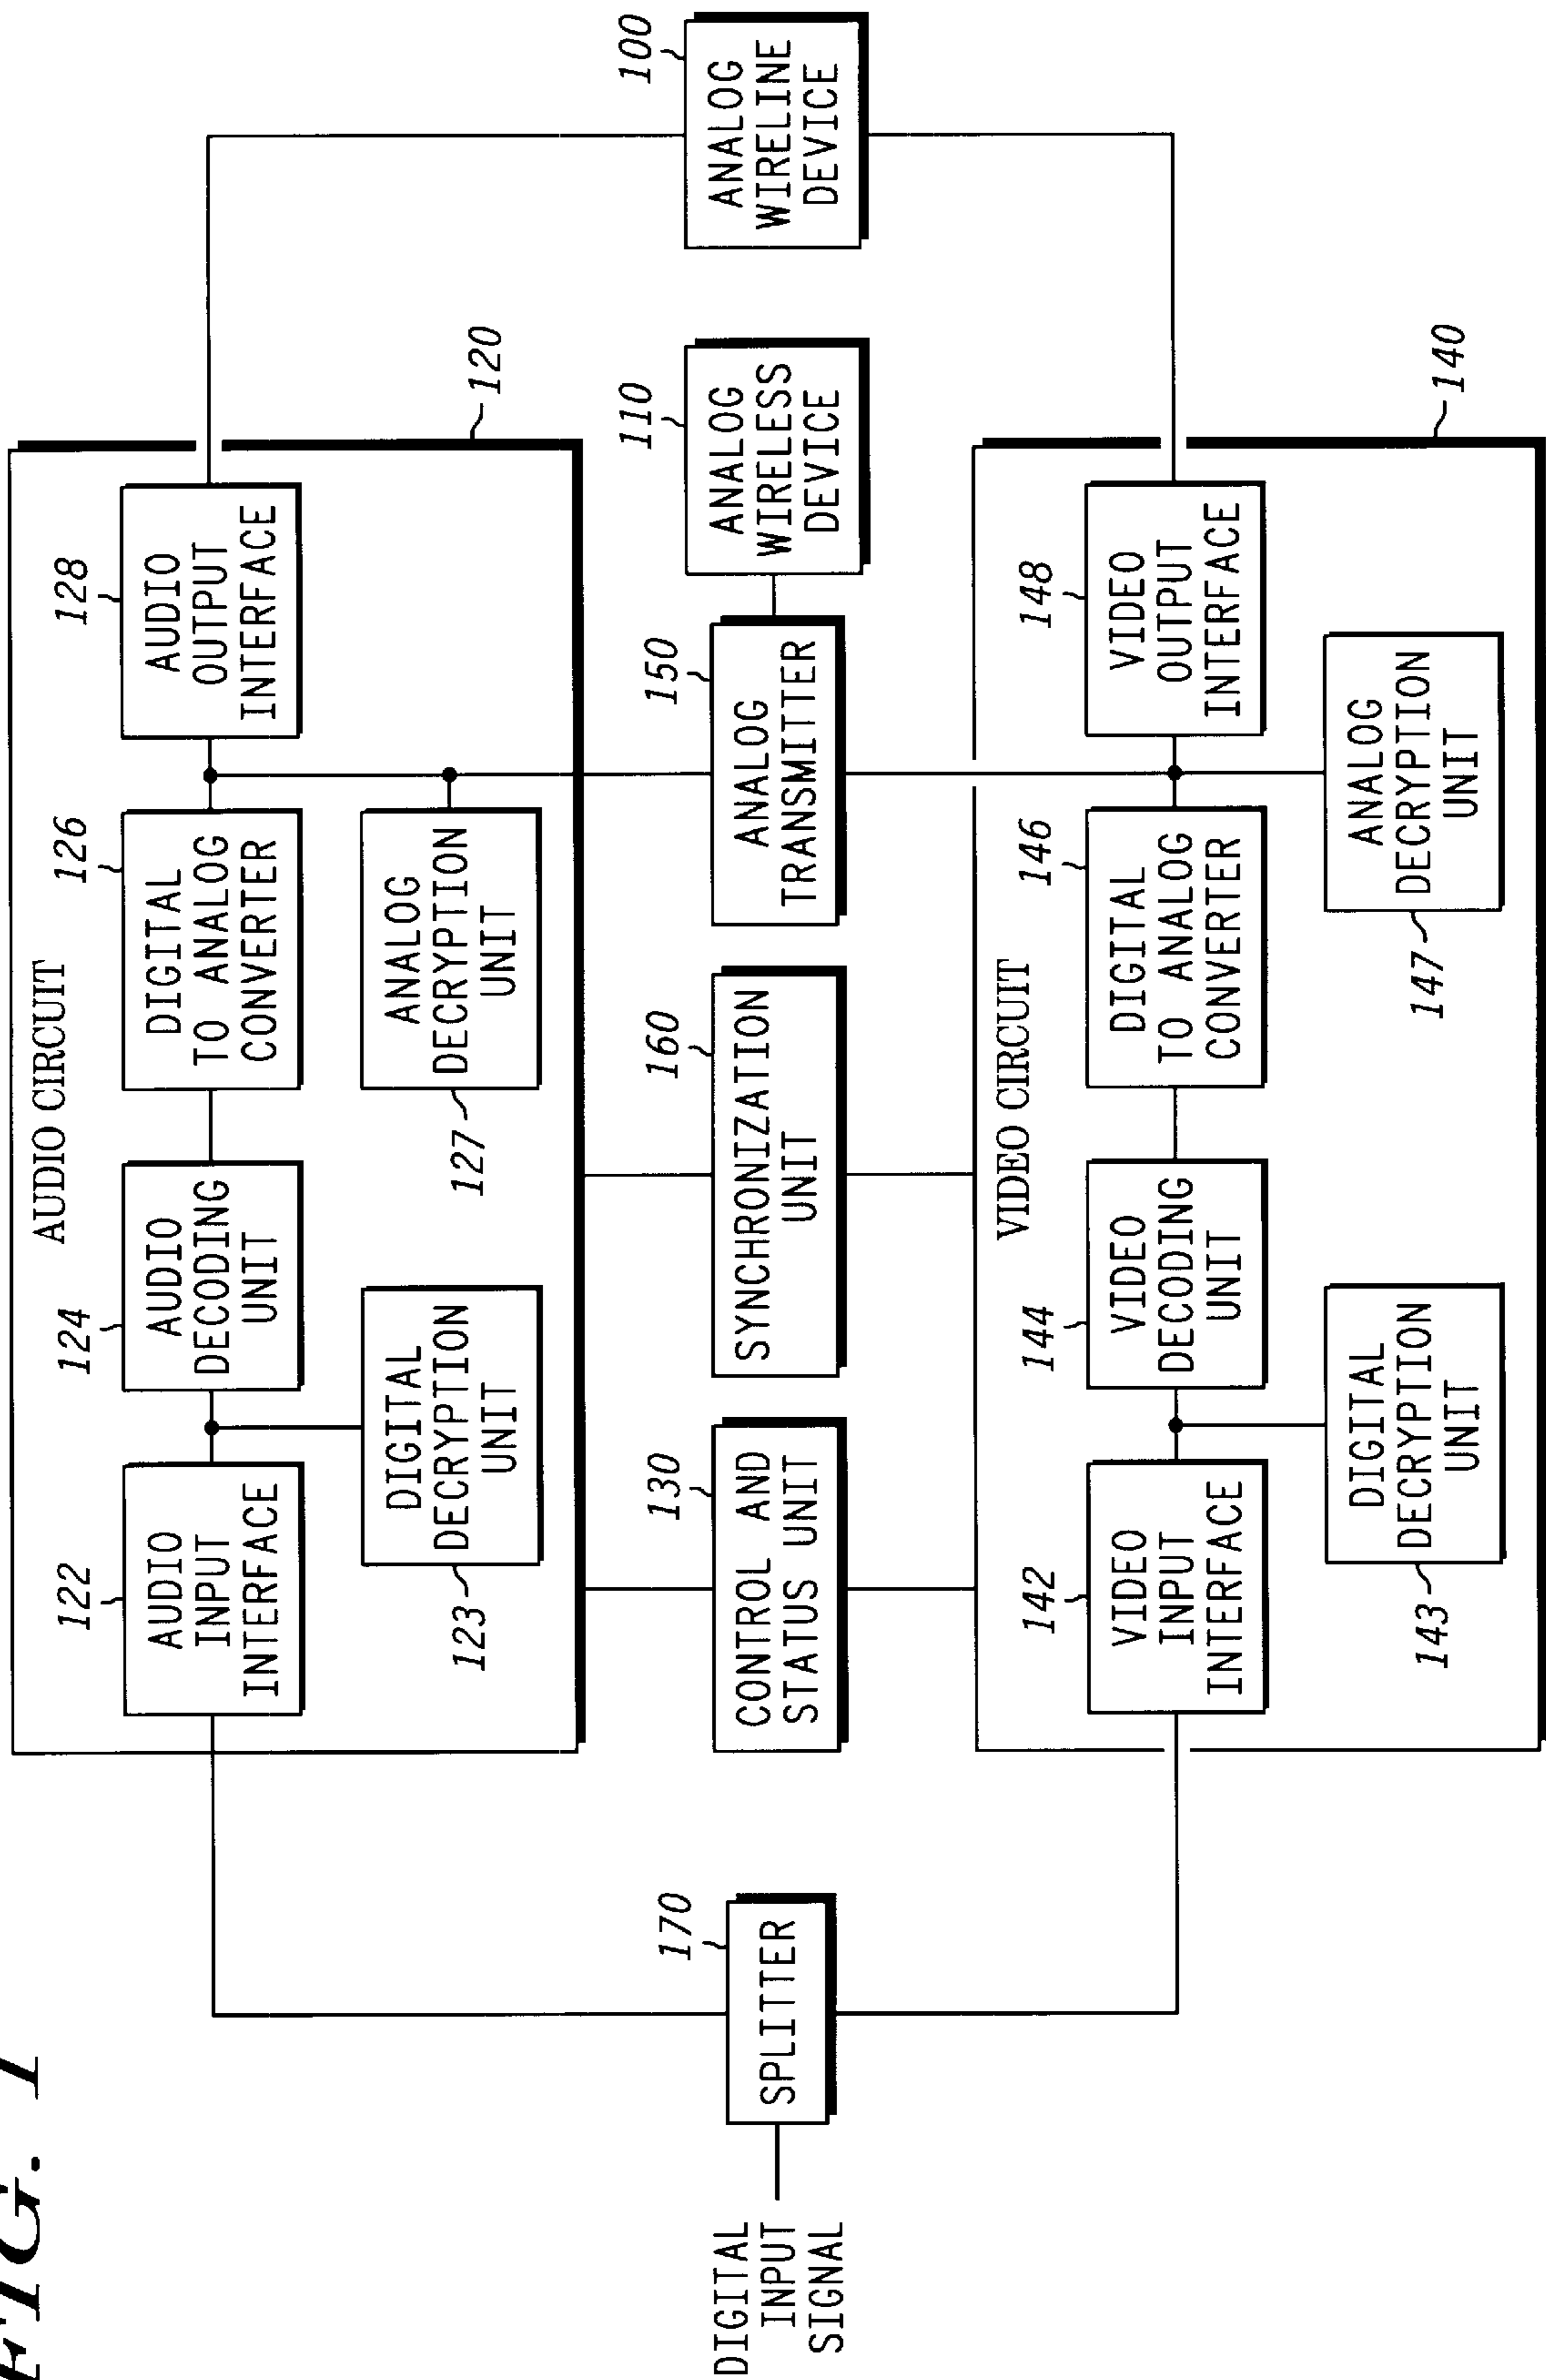 FIG. 1
AUDIO CIRCUIT
120
122
AUDIO
INPUT
INTERFACE
123
DIGITAL
DECRYPTION
UNIT
124
AUDIO
DECODING
UNIT
126
DIGITAL
TO ANALOG
CONVERTER
127
ANALOG
DECRYPTION
UNIT
128
AUDIO
OUTPUT
INTERFACE
DIGITAL
INPUT
SIGNAL
170
SPLITTER
130
CONTROL AND
STATUS UNIT
160
SYNCHRONIZATION
UNIT
150
ANALOG
TRANSMITTER
110
ANALOG
WIRELESS
DEVICE
100
ANALOG
WIRELINE
DEVICE
VIDEO CIRCUIT
140
142
VIDEO
INPUT
INTERFACE
143
DIGITAL
DECRYPTION
UNIT
144
VIDEO
DECODING
UNIT
146
DIGITAL
TO ANALOG
CONVERTER
147
ANALOG
DECRYPTION
UNIT
148
VIDEO
OUTPUT
INTERFACE